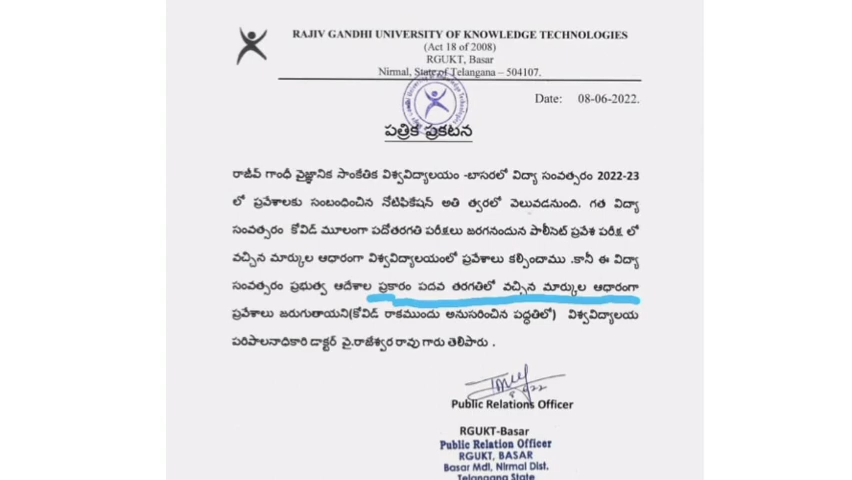 RAJIV GANDHI UNIVERSITY OF KNOWLEDGE TECHNOLOGIES
(Act 18 of 2008)
RGUKT, Basar
Nirmal, State of Telangana – 504107.
Date: 08-06-2022.
పత్రిక ప్రకటన
రాజీవ్ గాంధీ వైజ్ఞానిక సాంకేతిక విశ్వవిద్యాలయం -బాసరలో విద్యా సంవత్సరం 2022-23
లో ప్రవేశాలకు సంబంధించిన నోటిఫికేషన్ అతి త్వరలో వెలువడనుంది. గత విద్యా
సంవత్సరం కోవిడ్ మూలంగా పదోతరగతి పరీక్షలు జరగనందున పాలీసెట్ ప్రవేశ పరీక్ష లో
వచ్చిన మార్కుల ఆధారంగా విశ్వవిద్యాలయంలో ప్రవేశాలు కల్పించాము .కానీ ఈ విద్యా
సంవత్సరం ప్రభుత్వ ఆదేశాల ప్రకారం పదవ తరగతిలో వచ్చిన మార్కుల ఆధారంగా
ప్రవేశాలు జరుగుతాయని(కోవిడ్ రాకముందు అనుసరించిన పద్ధతిలో) విశ్వవిద్యాలయ
పరిపాలనాధికారి డాక్టర్ వై.రాజేశ్వర రావు గారు తెలిపారు .
Public Relations Officer
RGUKT-Basar
Public Relation Officer
RGUKT, BASAR
Basar Mdl, Nirmal Dist.
Telangana State